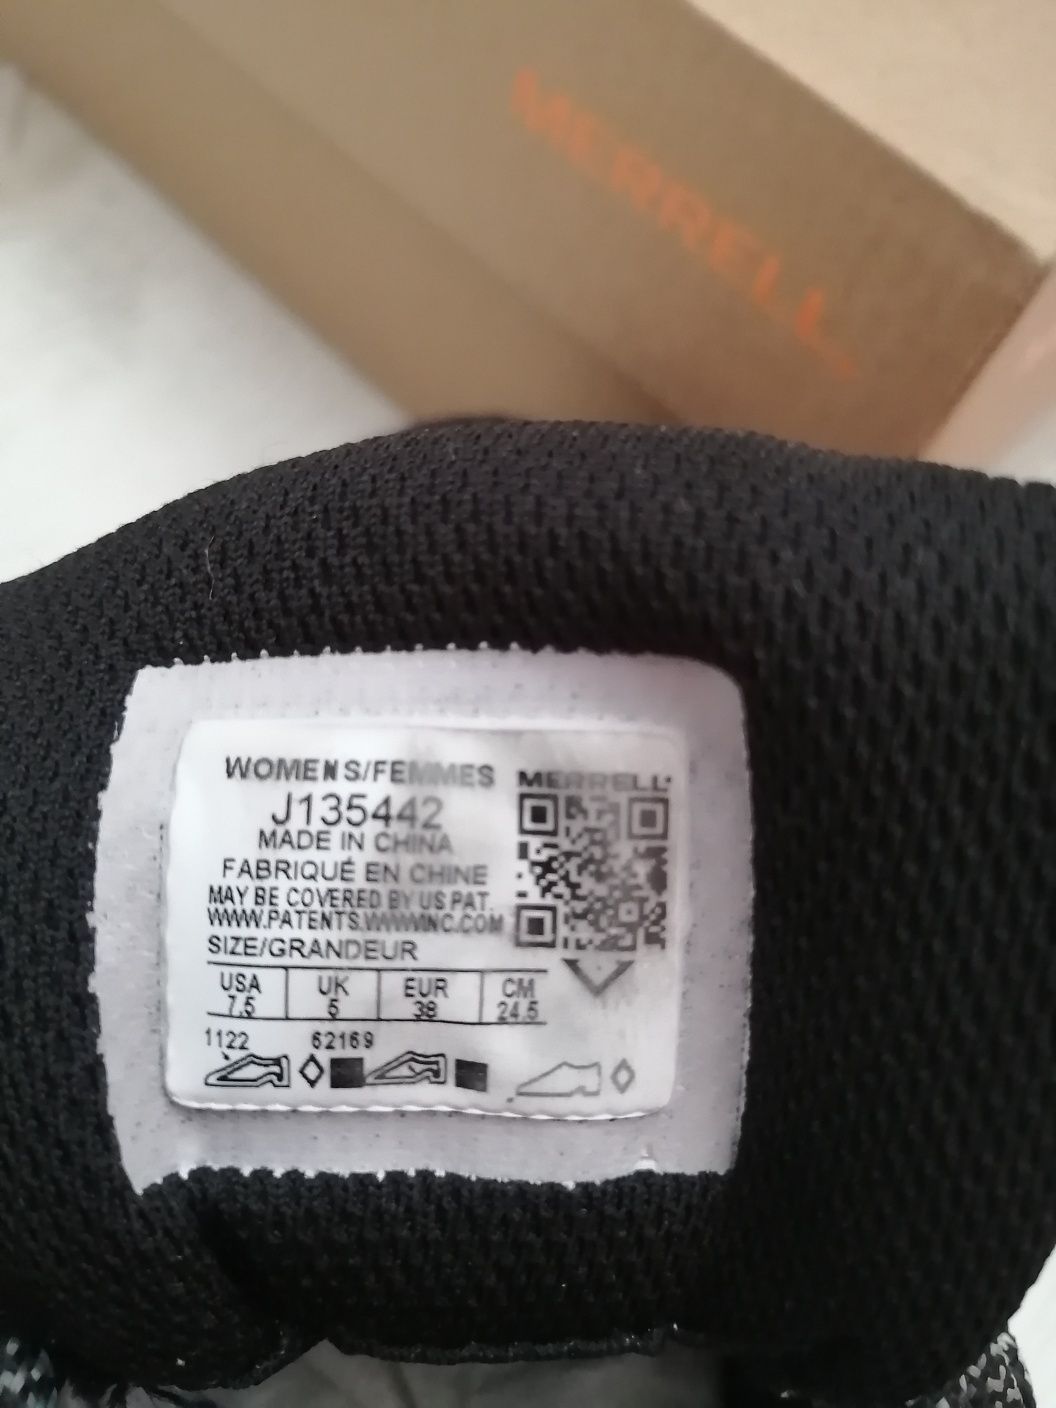 MERRELL
WOMENS/FEMMES
MERRELL
J135442
MADE IN CHINA
FABRIQUÉ EN CHINE
MAY BE COVERED BY US PAT.
WWW.PATENTS.WWWINC.COM
SIZE/GRANDEUR
USA UK EUR CM
7.5 5 38 24.5
1122 62169